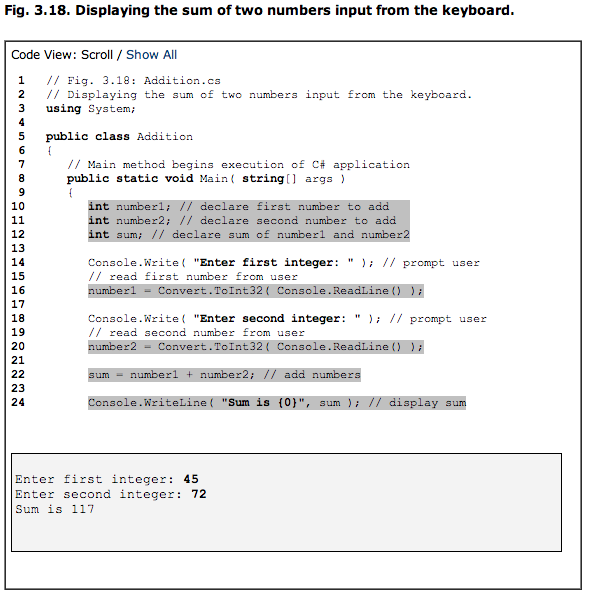 Fig. 3.18. Displaying the sum of two numbers input from the keyboard.
Code View: Scroll / Show All
1 // Fig. 3.18: Addition.cs
2 // Displaying the sum of two numbers input from the keyboard.
3 using System;
4
5 public class Addition
6 {
7 // Main method begins execution of C# application
8 public static void Main( string[] args )
9 {
10 int number1; // declare first number to add
11 int number2; // declare second number to add
12 int sum; // declare sum of number1 and number2
13
14 Console.Write( "Enter first integer: " ); // prompt user
15 // read first number from user
16 number1 = Convert.ToInt32( Console.ReadLine() );
17
18 Console.Write( "Enter second integer: " ); // prompt user
19 // read second number from user
20 number2 = Convert.ToInt32( Console.ReadLine() );
21
22 sum = number1 + number2; // add numbers
23
24 Console.WriteLine( "Sum is {0}", sum ); // display sum
Enter first integer: 45
Enter second integer: 72
Sum is 117